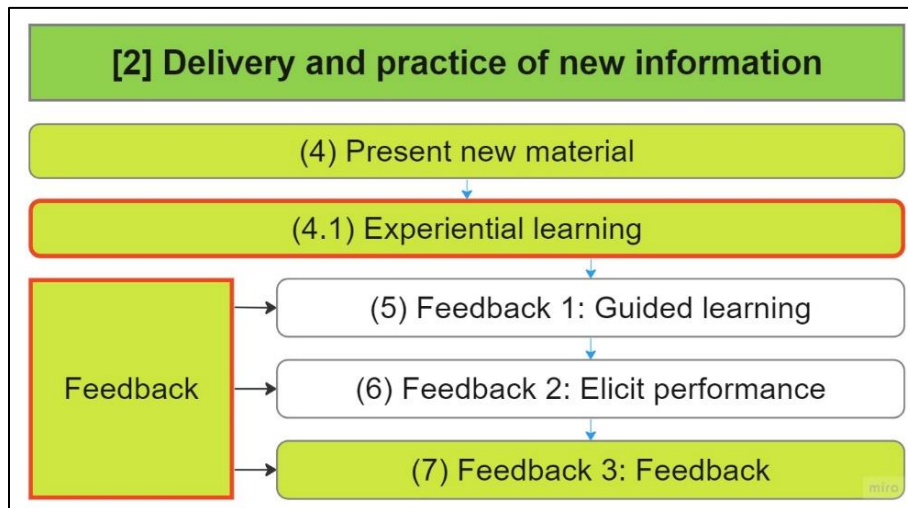 [2] Delivery and practice of new information
(4) Present new material
(4.1) Experiential learning
Feedback
(5) Feedback 1: Guided learning
(6) Feedback 2: Elicit performance
(7) Feedback 3: Feedback
miro